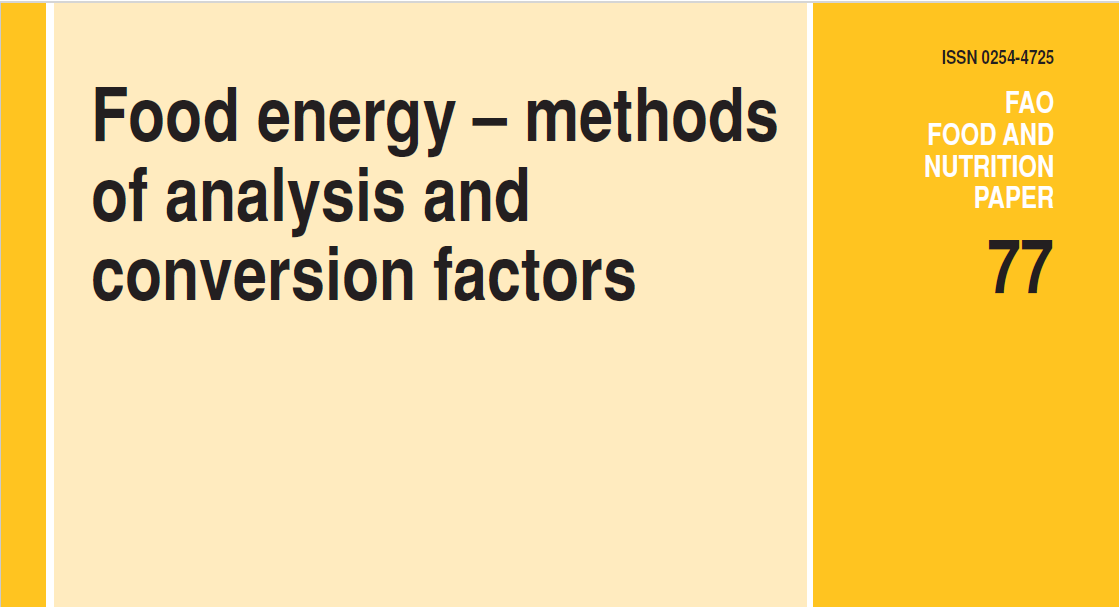 Food energy – methods
of analysis and
conversion factors
ISSN 0254-4725
FAO
FOOD AND
NUTRITION
PAPER
77